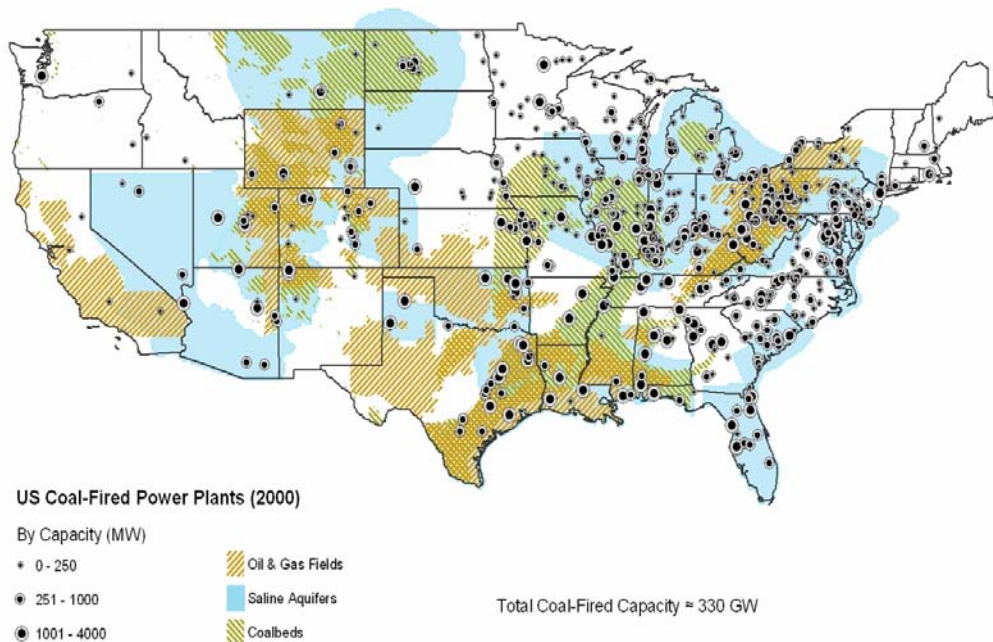 US Coal-Fired Power Plants (2000)
By Capacity (MW)
0 - 250
251 - 1000
1001 - 4000
Oil & Gas Fields
Saline Aquifers
Coalbeds
Total Coal-Fired Capacity ≈ 330 GW